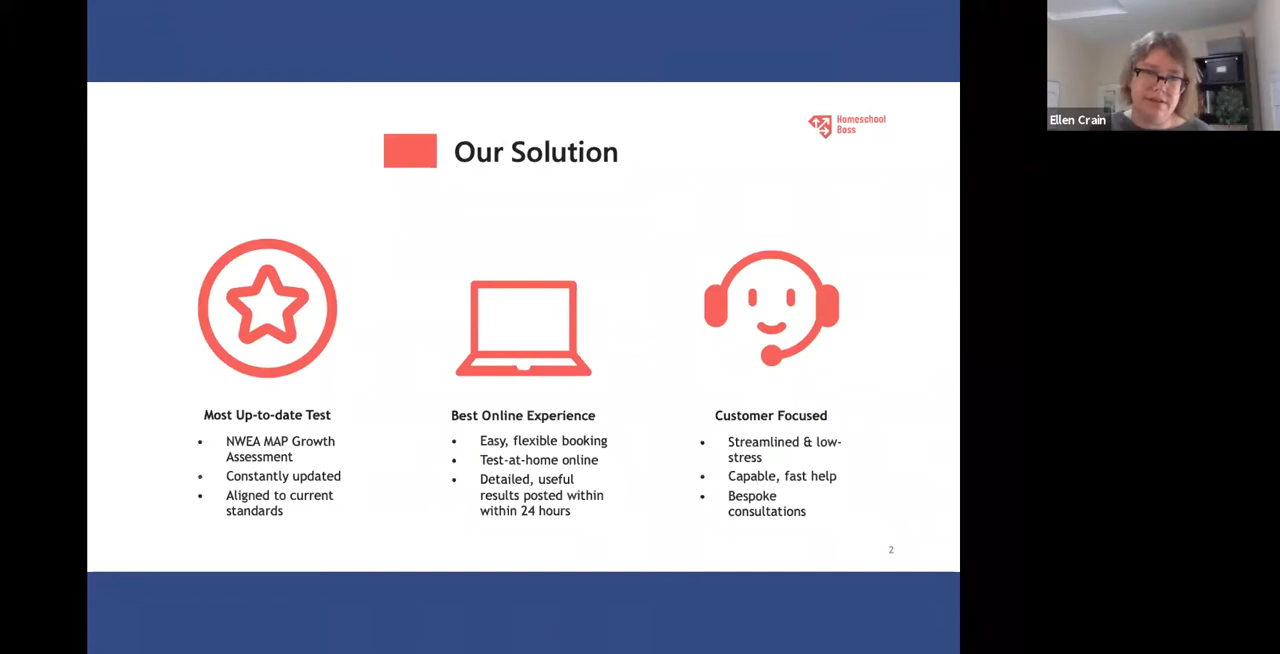 Homeschool
Boss
Our Solution
Ellen Crain
Most Up-to-date Test
• NWEA MAP Growth
Assessment
• Constantly updated
• Aligned to current
standards
Best Online Experience
• Easy, flexible booking
• Test-at-home online
• Detailed, useful
results posted within
within 24 hours
Customer Focused
• Streamlined & low-
stress
• Capable, fast help
• Bespoke
consultations
2